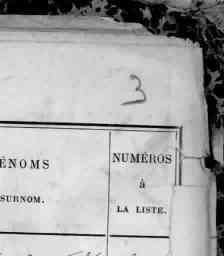 3
ÉNOMS
SURNOM.
NUMÉROS
à
LA LISTE.